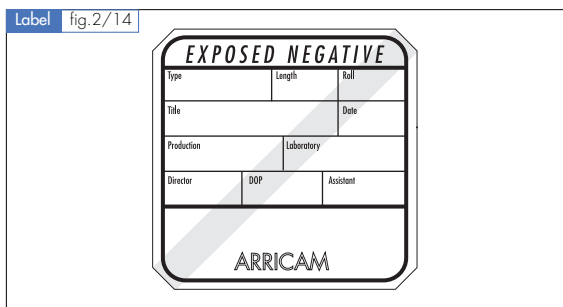 Label fig.2/14
EXPOSED NEGATIVE
Type Length Roll
Title Date
Production Laboratory
Director DOP Assistant
ARRICAM